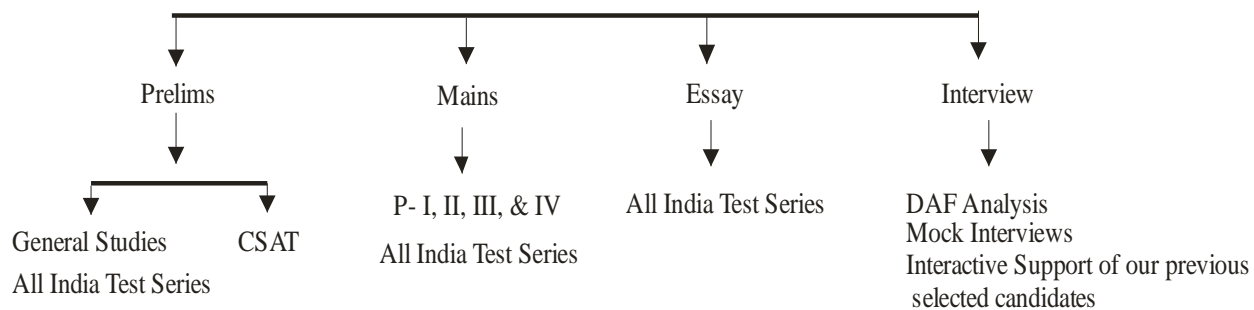 Prelims
Mains
Essay
Interview
General Studies
All India Test Series
CSAT
P- I, II, III, & IV
All India Test Series
All India Test Series
DAF Analysis
Mock Interviews
Interactive Support of our previous
selected candidates